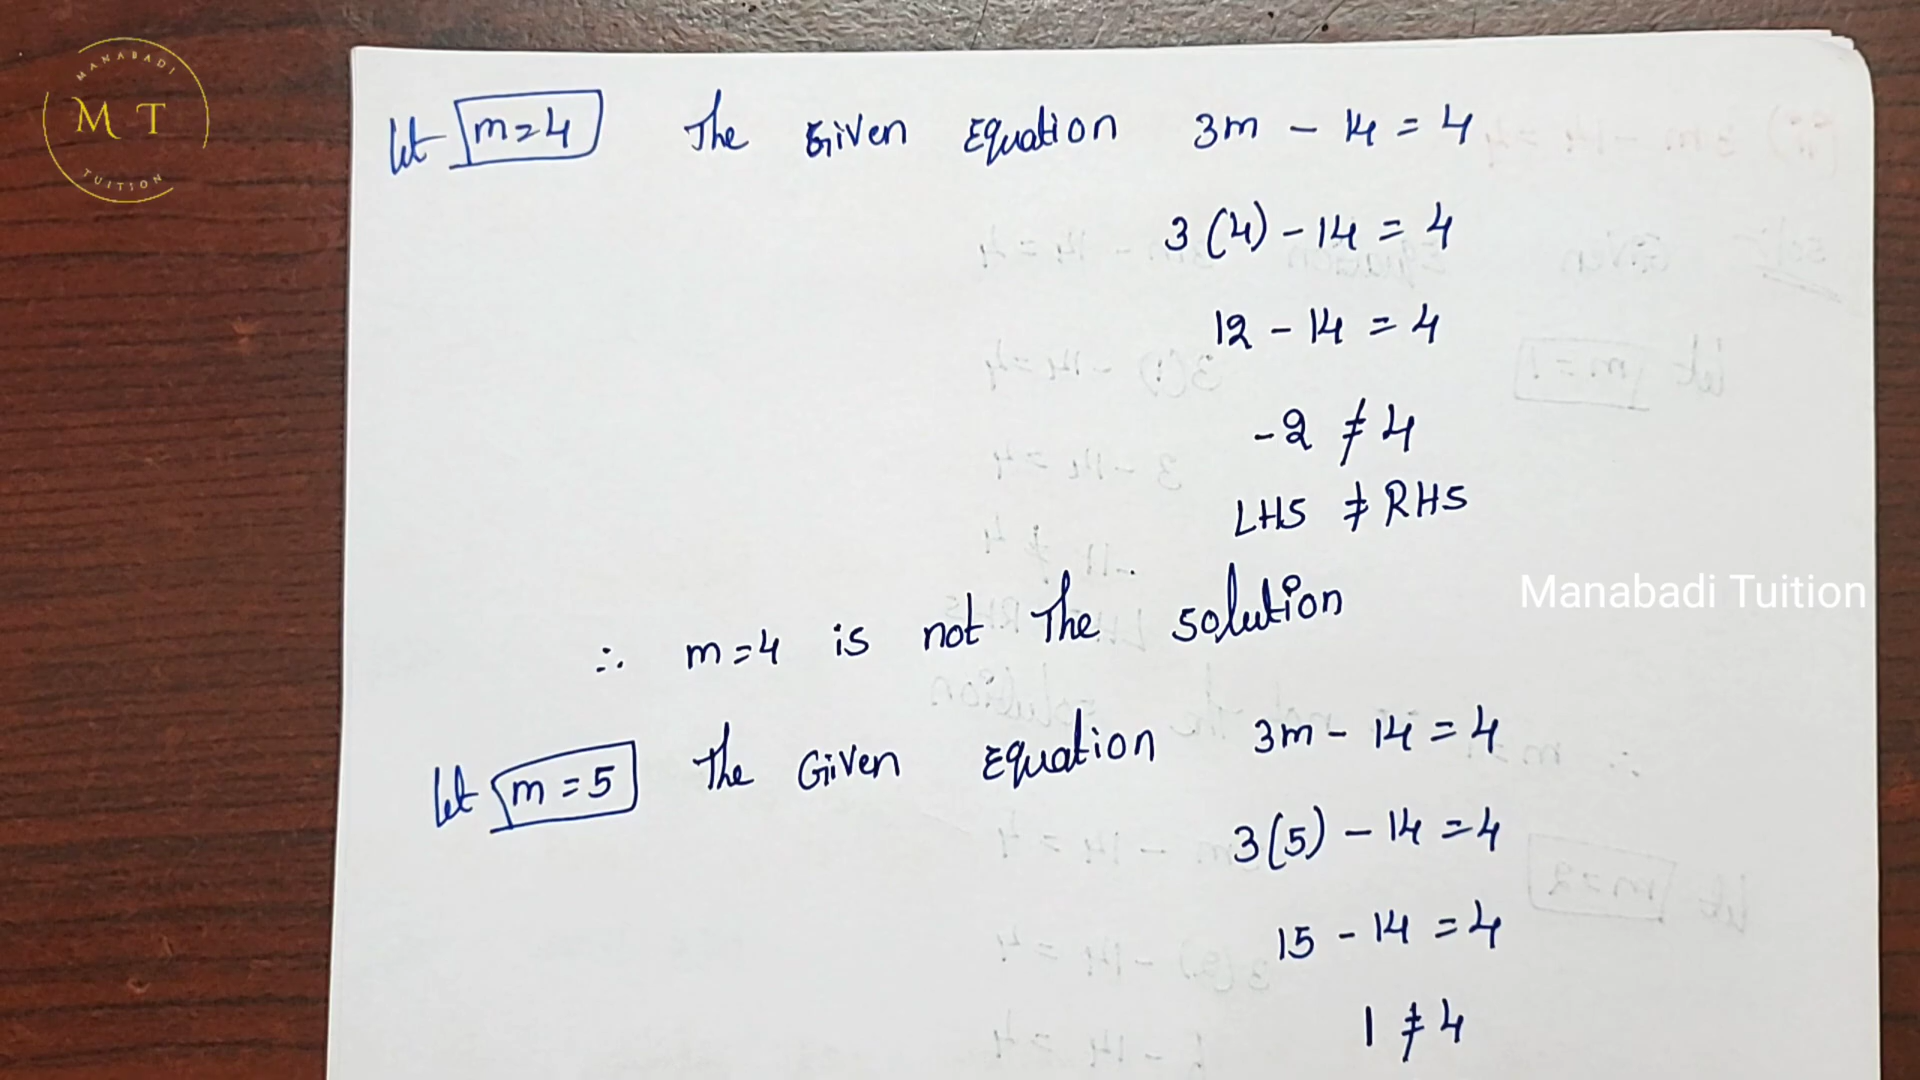 MANABADI
M T
TUITION
let m=4 The Given Equation 3m - 14 = 4
3(4) - 14 = 4
12 - 14 = 4
-2 ≠ 4
LHS ≠ RHS
∴ m=4 is not The solution
Manabadi Tuition
let m=5 The Given Equation 3m - 14 = 4
3(5) - 14 = 4
15 - 14 = 4
1 ≠ 4